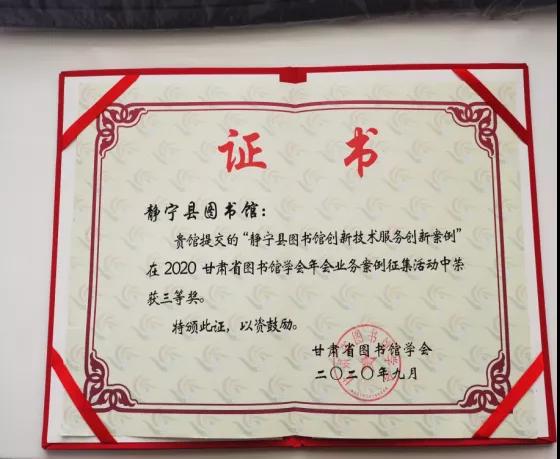 证 书
静宁县图书馆：
贵馆提交的“静宁县图书馆创新技术服务创新案例”
在 2020 甘肃省图书馆学会年会业务案例征集活动中荣
获三等奖。
特颁此证，以资鼓励。
甘肃省图书馆学会
二〇二〇年九月